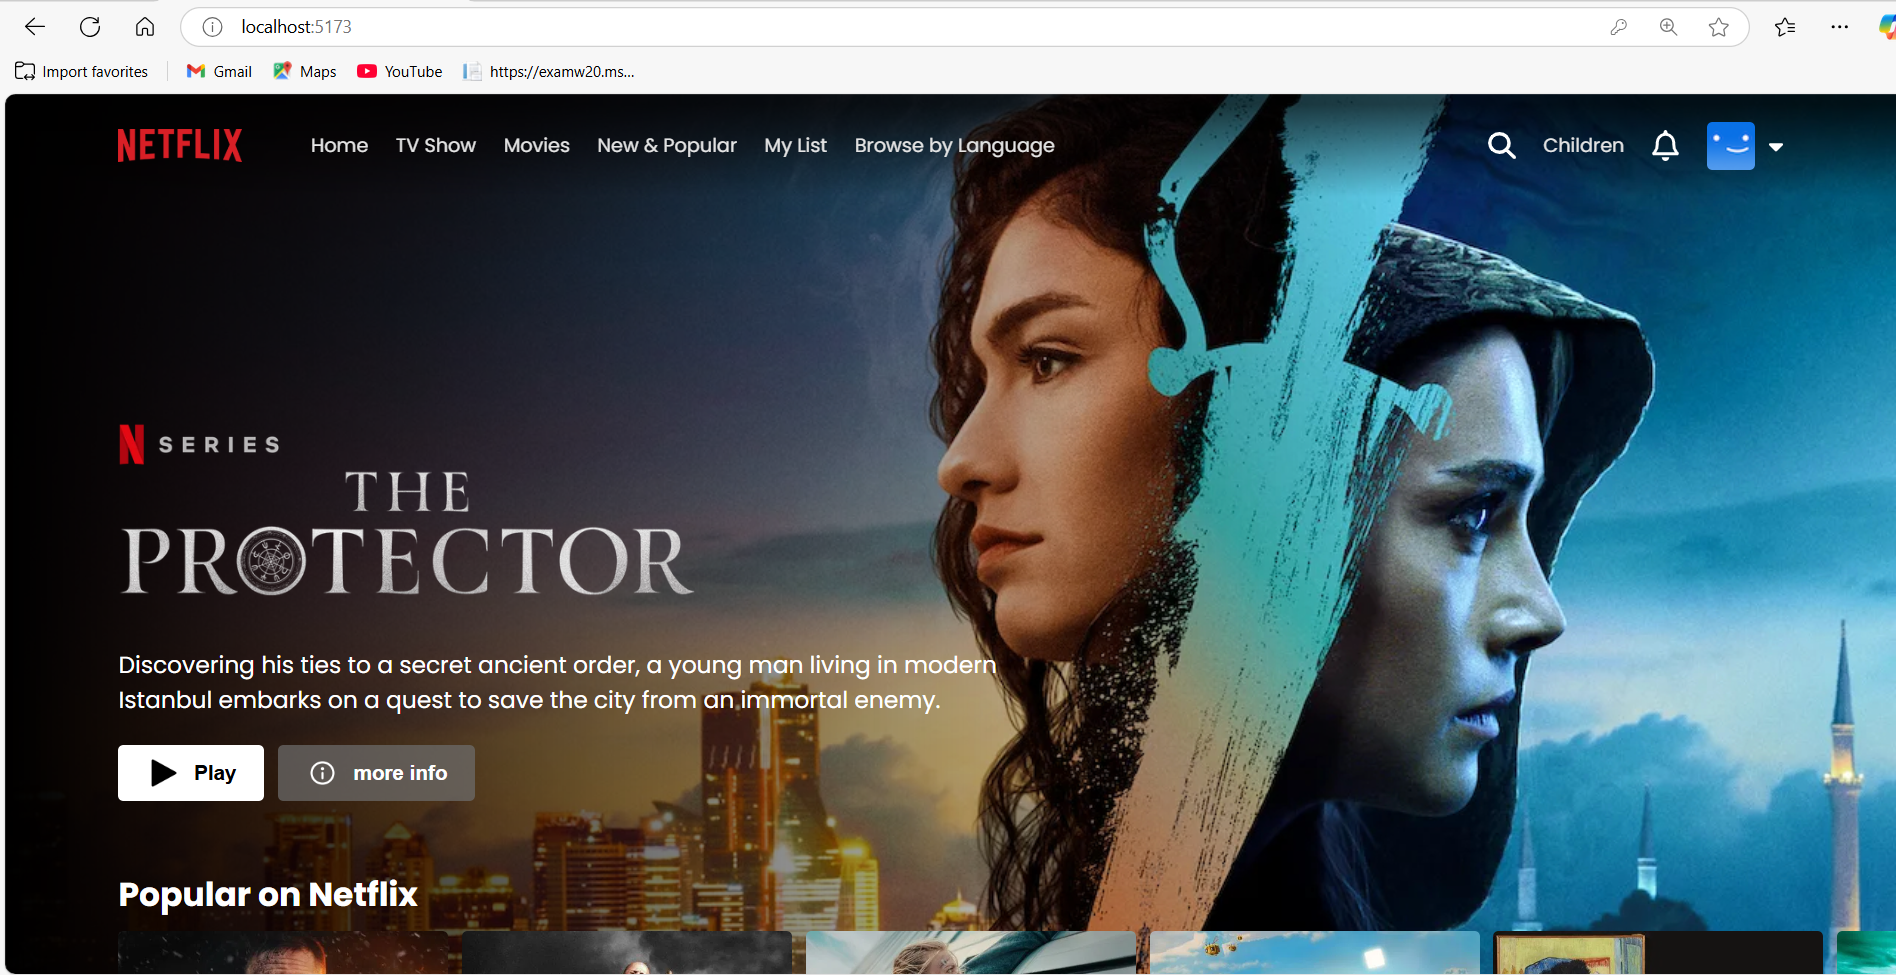 localhost:5173
Import favorites
Gmail
Maps
YouTube
https://examw20.ms...
NETFLIX
Home
TV Show
Movies
New & Popular
My List
Browse by Language
Children
N SERIES
THE
PROTECTOR
Discovering his ties to a secret ancient order, a young man living in modern
Istanbul embarks on a quest to save the city from an immortal enemy.
Play
more info
Popular on Netflix